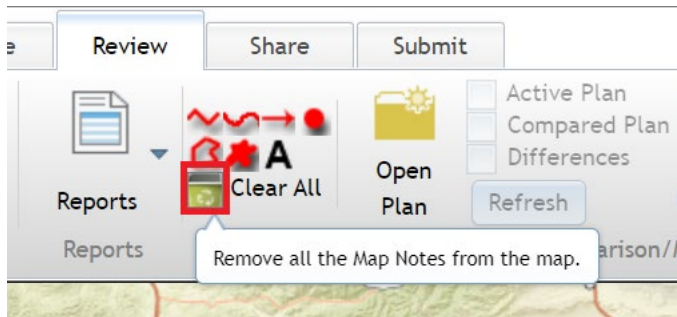 Review
Share
Submit
A
Clear All
Reports
Open
Plan
Active Plan
Compared Plan
Differences
Refresh
Reports
Remove all the Map Notes from the map.